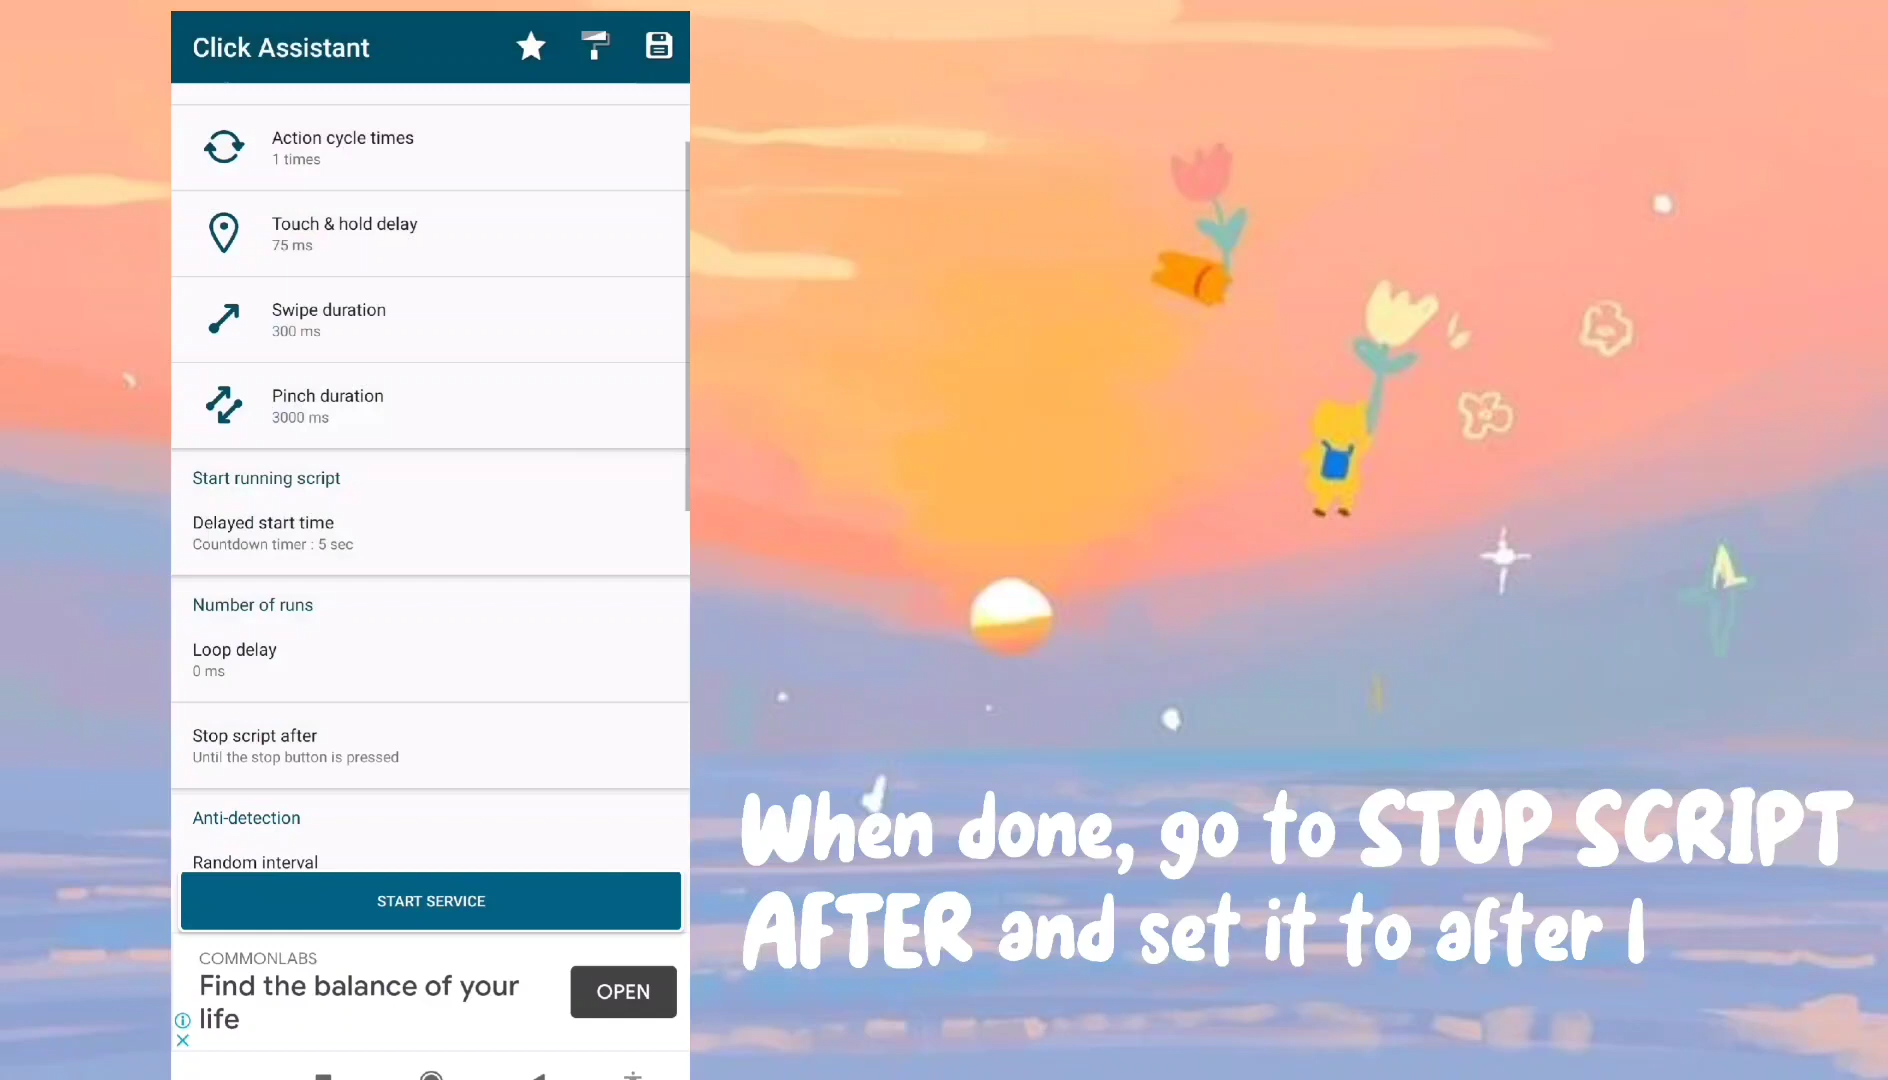 Click Assistant
Action cycle times
1 times
Touch & hold delay
75 ms
Swipe duration
300 ms
Pinch duration
3000 ms
Start running script
Delayed start time
Countdown timer : 5 sec
Number of runs
Loop delay
0 ms
Stop script after
Until the stop button is pressed
Anti-detection
Random interval
START SERVICE
COMMONLABS
Find the balance of your
life
OPEN
When done, go to STOP SCRIPT
AFTER and set it to after 1